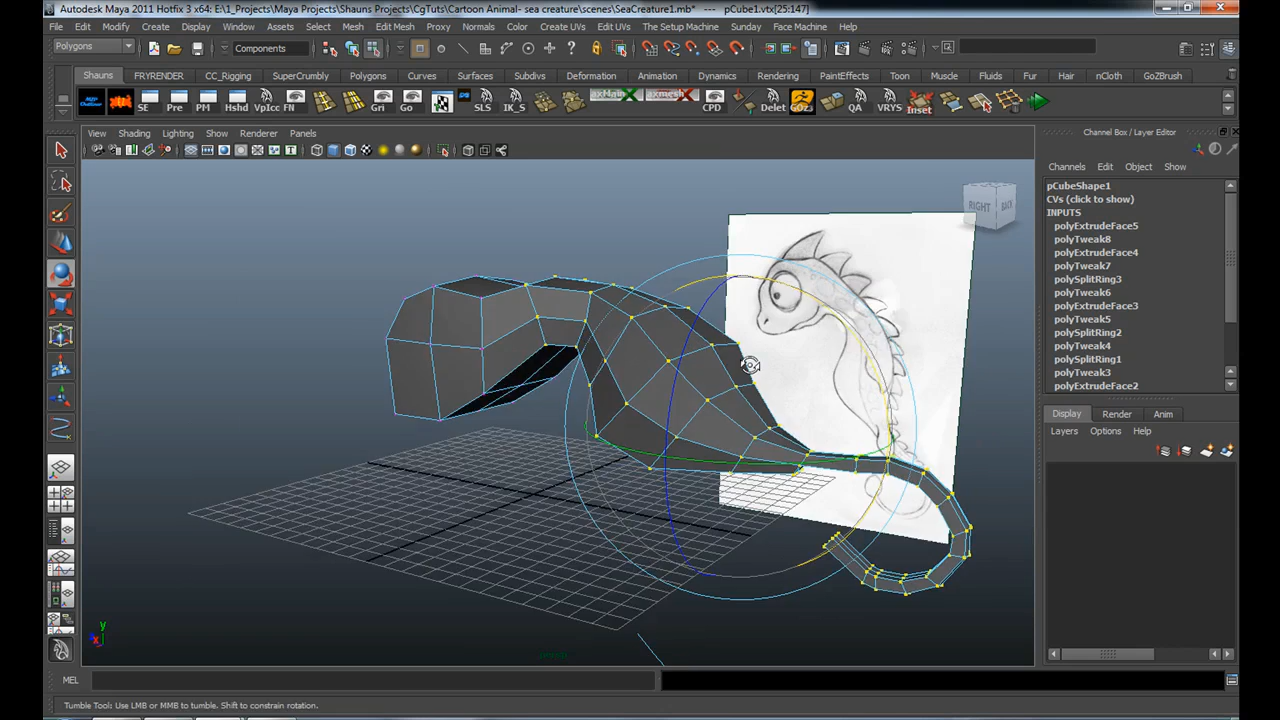 Autodesk Maya 2011 Hotfix 3 x64: E:\1_Projects\Maya Projects\Shauns Projects\CgTuts\Cartoon Animal- sea creature\scenes\SeaCreature1.mb* --- pCube1.vtx[25:147]
File Edit Modify Create Display Window Assets Select Mesh Edit Mesh Proxy Normals Color Create UVs Edit UVs The Setup Machine Muscle Sunday Face Machine Help
Polygons Components
Shauns FRYRENDER CC_Rigging SuperCrumbly Polygons Curves Surfaces Subdivs Deformation Animation Dynamics Rendering PaintEffects Toon Muscle Fluids Fur Hair nCloth GoZBrush
SE Pre PM Hshd VpIcc FN Gri Go SLS IK_S axMain axmesh CPD Delet GOZ3 QA VRYS Inset
View Shading Lighting Show Renderer Panels
Channel Box / Layer Editor
Channels Edit Object Show
pCubeShape1
CVs (click to show)
INPUTS
polyExtrudeFace5
polyTweak8
polyExtrudeFace4
polyTweak7
polySplitRing3
polyTweak6
polyExtrudeFace3
polyTweak5
polySplitRing2
polyTweak4
polySplitRing1
polyTweak3
polyExtrudeFace2
RIGHT BACK
Display Render Anim
Layers Options Help
y
MEL
Tumble Tool: Use LMB or MMB to tumble. Shift to constrain rotation.